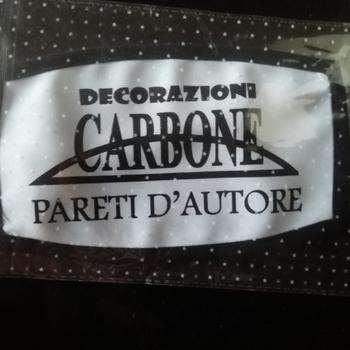 DECORAZIONI
CARBONE
PARETI D'AUTORE